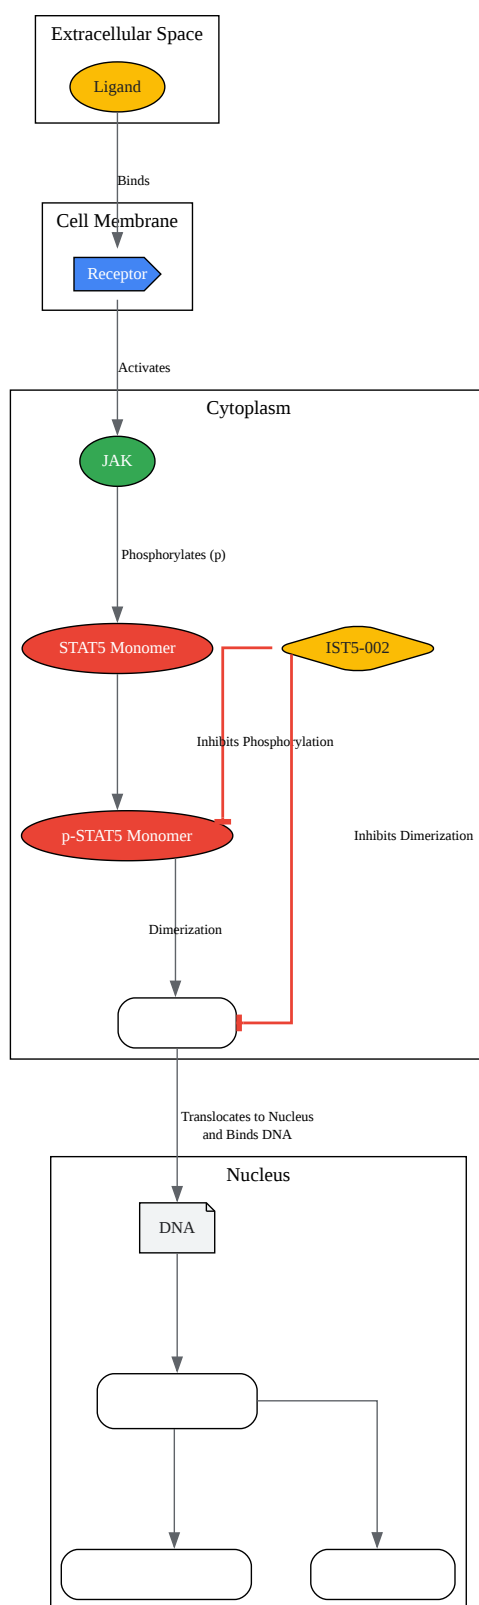 Extracellular Space
Ligand
Binds
Cell Membrane
Receptor
Activates
Cytoplasm
JAK
Phosphorylates (p)
STAT5 Monomer
IST5-002
Inhibits Phosphorylation
p-STAT5 Monomer
Inhibits Dimerization
Dimerization
Translocates to Nucleus
and Binds DNA
Nucleus
DNA